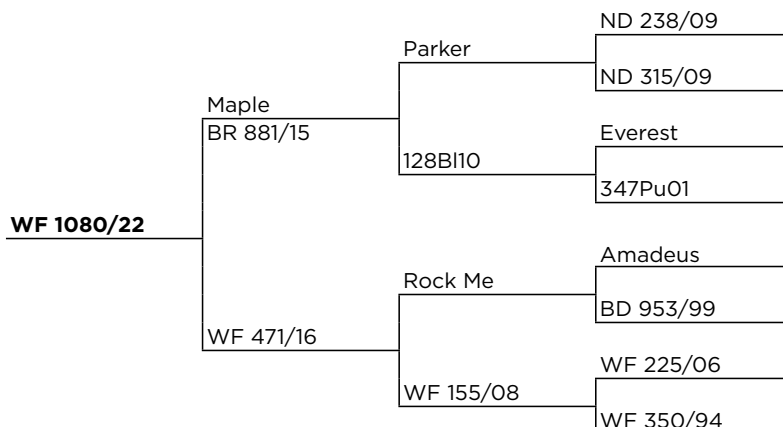 ND 238/09
Parker
ND 315/09
Maple
BR 881/15
Everest
128Bl10
347Pu01
WF 1080/22
Amadeus
Rock Me
BD 953/99
WF 471/16
WF 225/06
WF 155/08
WF 350/94